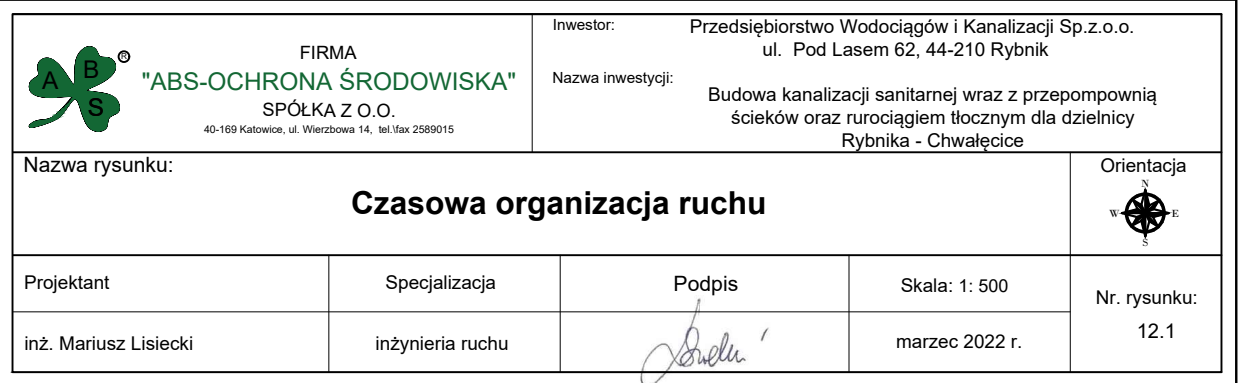 A B S ®
FIRMA
"ABS-OCHRONA ŚRODOWISKA"
SPÓŁKA Z O.O.
40-169 Katowice, ul. Wierzbowa 14, tel.\fax 2589015
Inwestor:
Przedsiębiorstwo Wodociągów i Kanalizacji Sp.z.o.o.
ul. Pod Lasem 62, 44-210 Rybnik
Nazwa inwestycji:
Budowa kanalizacji sanitarnej wraz z przepompownią
ścieków oraz rurociągiem tłocznym dla dzielnicy
Rybnika - Chwałęcice
Nazwa rysunku:
Czasowa organizacja ruchu
Orientacja
N
W E
S
Projektant
Specjalizacja
Podpis
Skala: 1: 500
Nr. rysunku:
12.1
inż. Mariusz Lisiecki
inżynieria ruchu
marzec 2022 r.